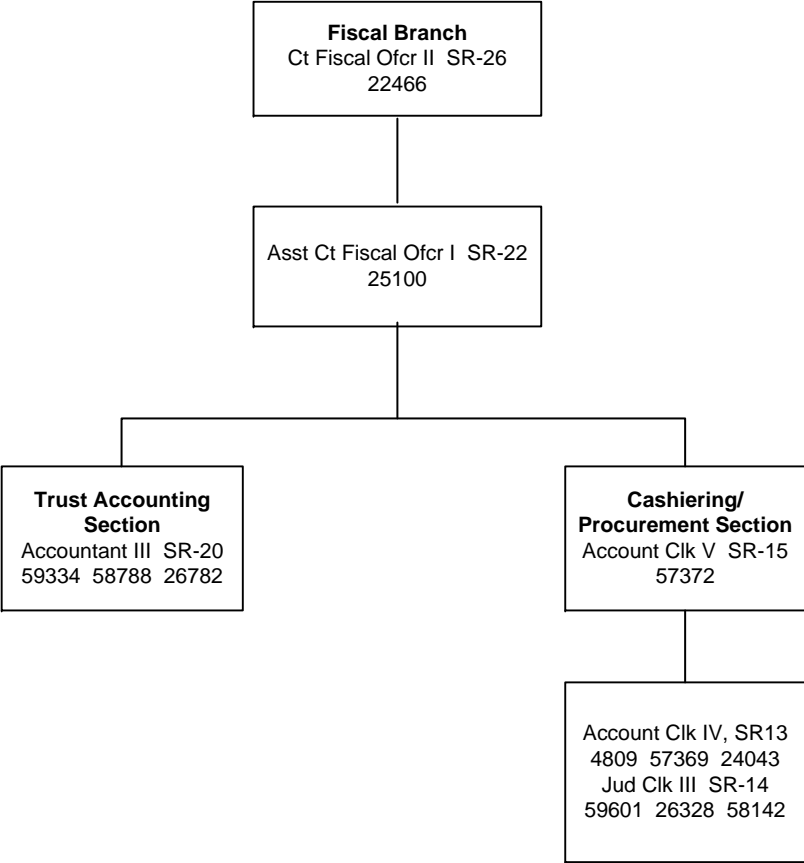 Fiscal Branch
Ct Fiscal Ofcr II SR-26
22466
Asst Ct Fiscal Ofcr I SR-22
25100
Trust Accounting
Section
Accountant III SR-20
59334 58788 26782
Cashiering/
Procurement Section
Account Clk V SR-15
57372
Account Clk IV, SR13
4809 57369 24043
Jud Clk III SR-14
59601 26328 58142